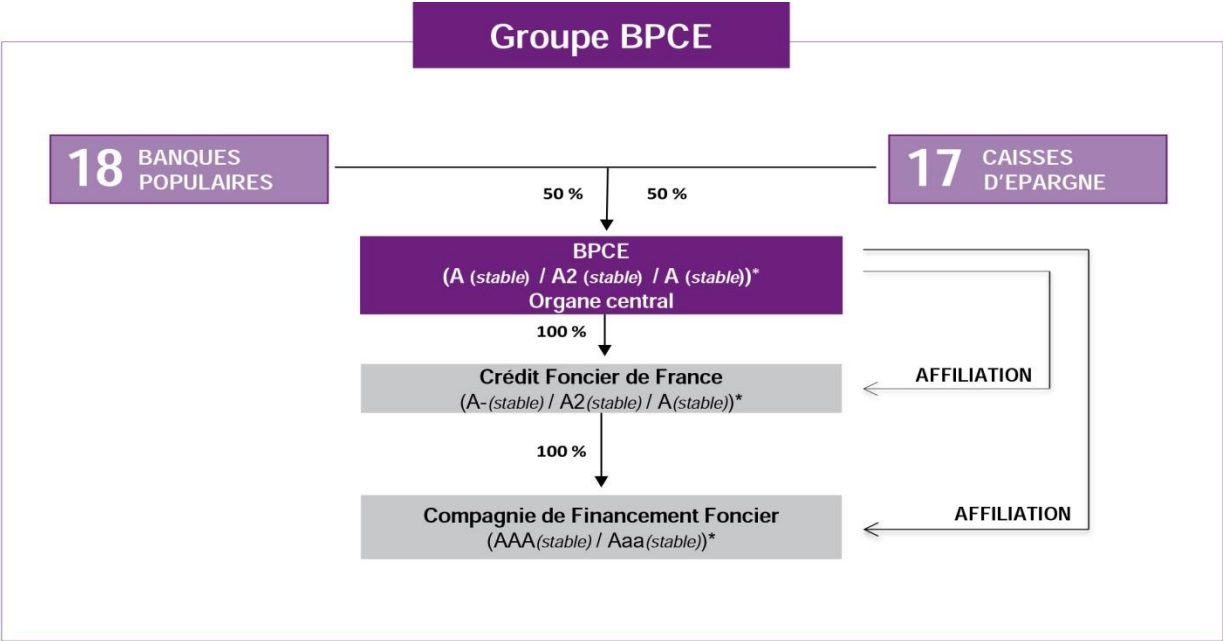 Groupe BPCE
18 BANQUES
POPULAIRES
17 CAISSES
D'EPARGNE
50 % 50 %
BPCE
(A (stable) / A2 (stable) / A (stable))*
Organe central
100 %
Crédit Foncier de France
(A-(stable) / A2(stable) / A(stable))*
AFFILIATION
100 %
Compagnie de Financement Foncier
(AAA(stable) / Aaa(stable))*
AFFILIATION